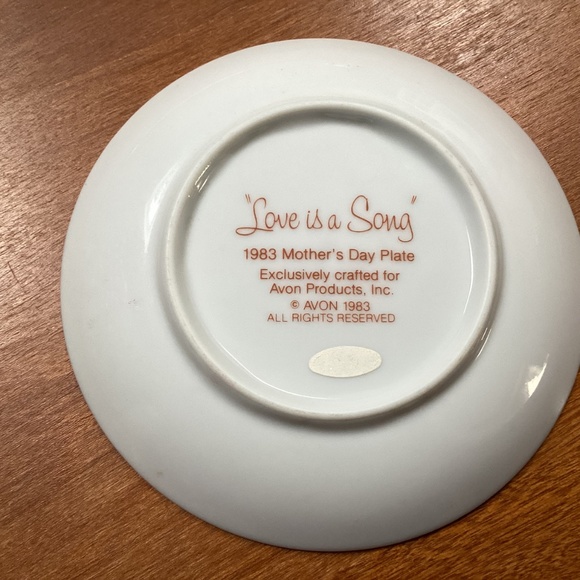 "Love is a Song"
1983 Mother's Day Plate
Exclusively crafted for
Avon Products, Inc.
© AVON 1983
ALL RIGHTS RESERVED